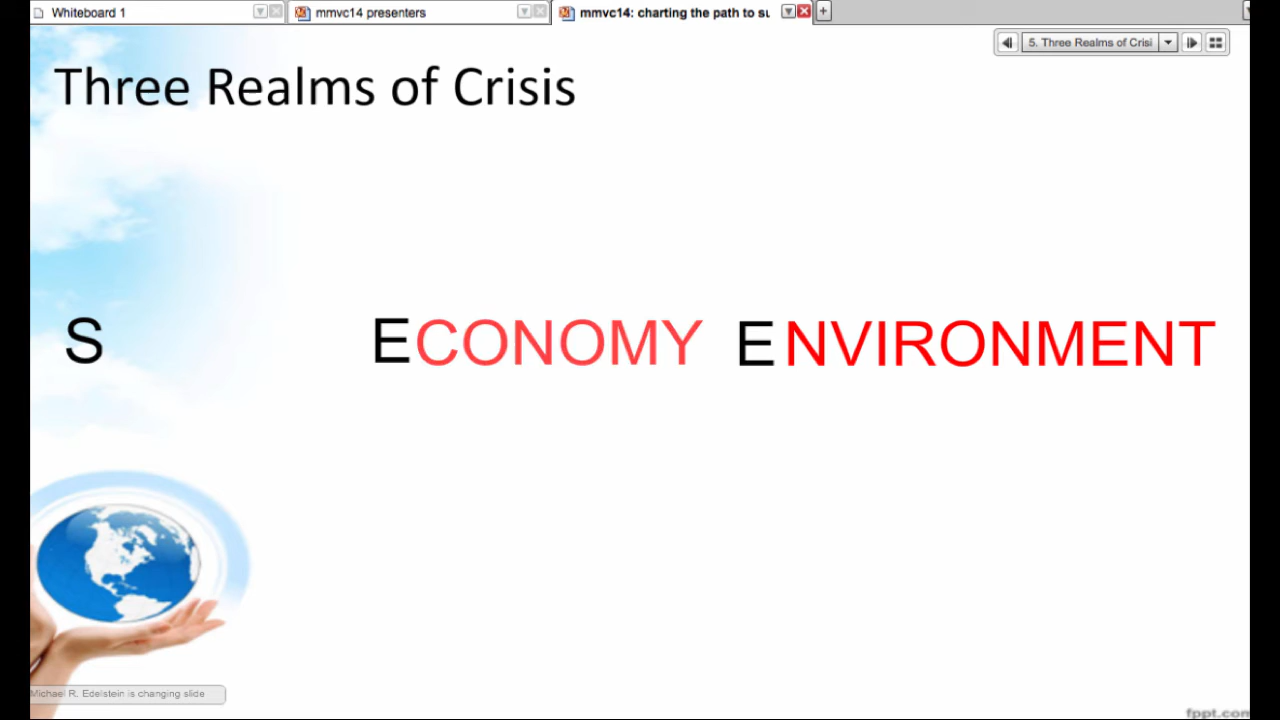 Whiteboard 1
mmvc14 presenters
mmvc14: charting the path to su
5. Three Realms of Crisi
Three Realms of Crisis
S ECONOMY ENVIRONMENT
Michael R. Edelstein is changing slide
fppt.com